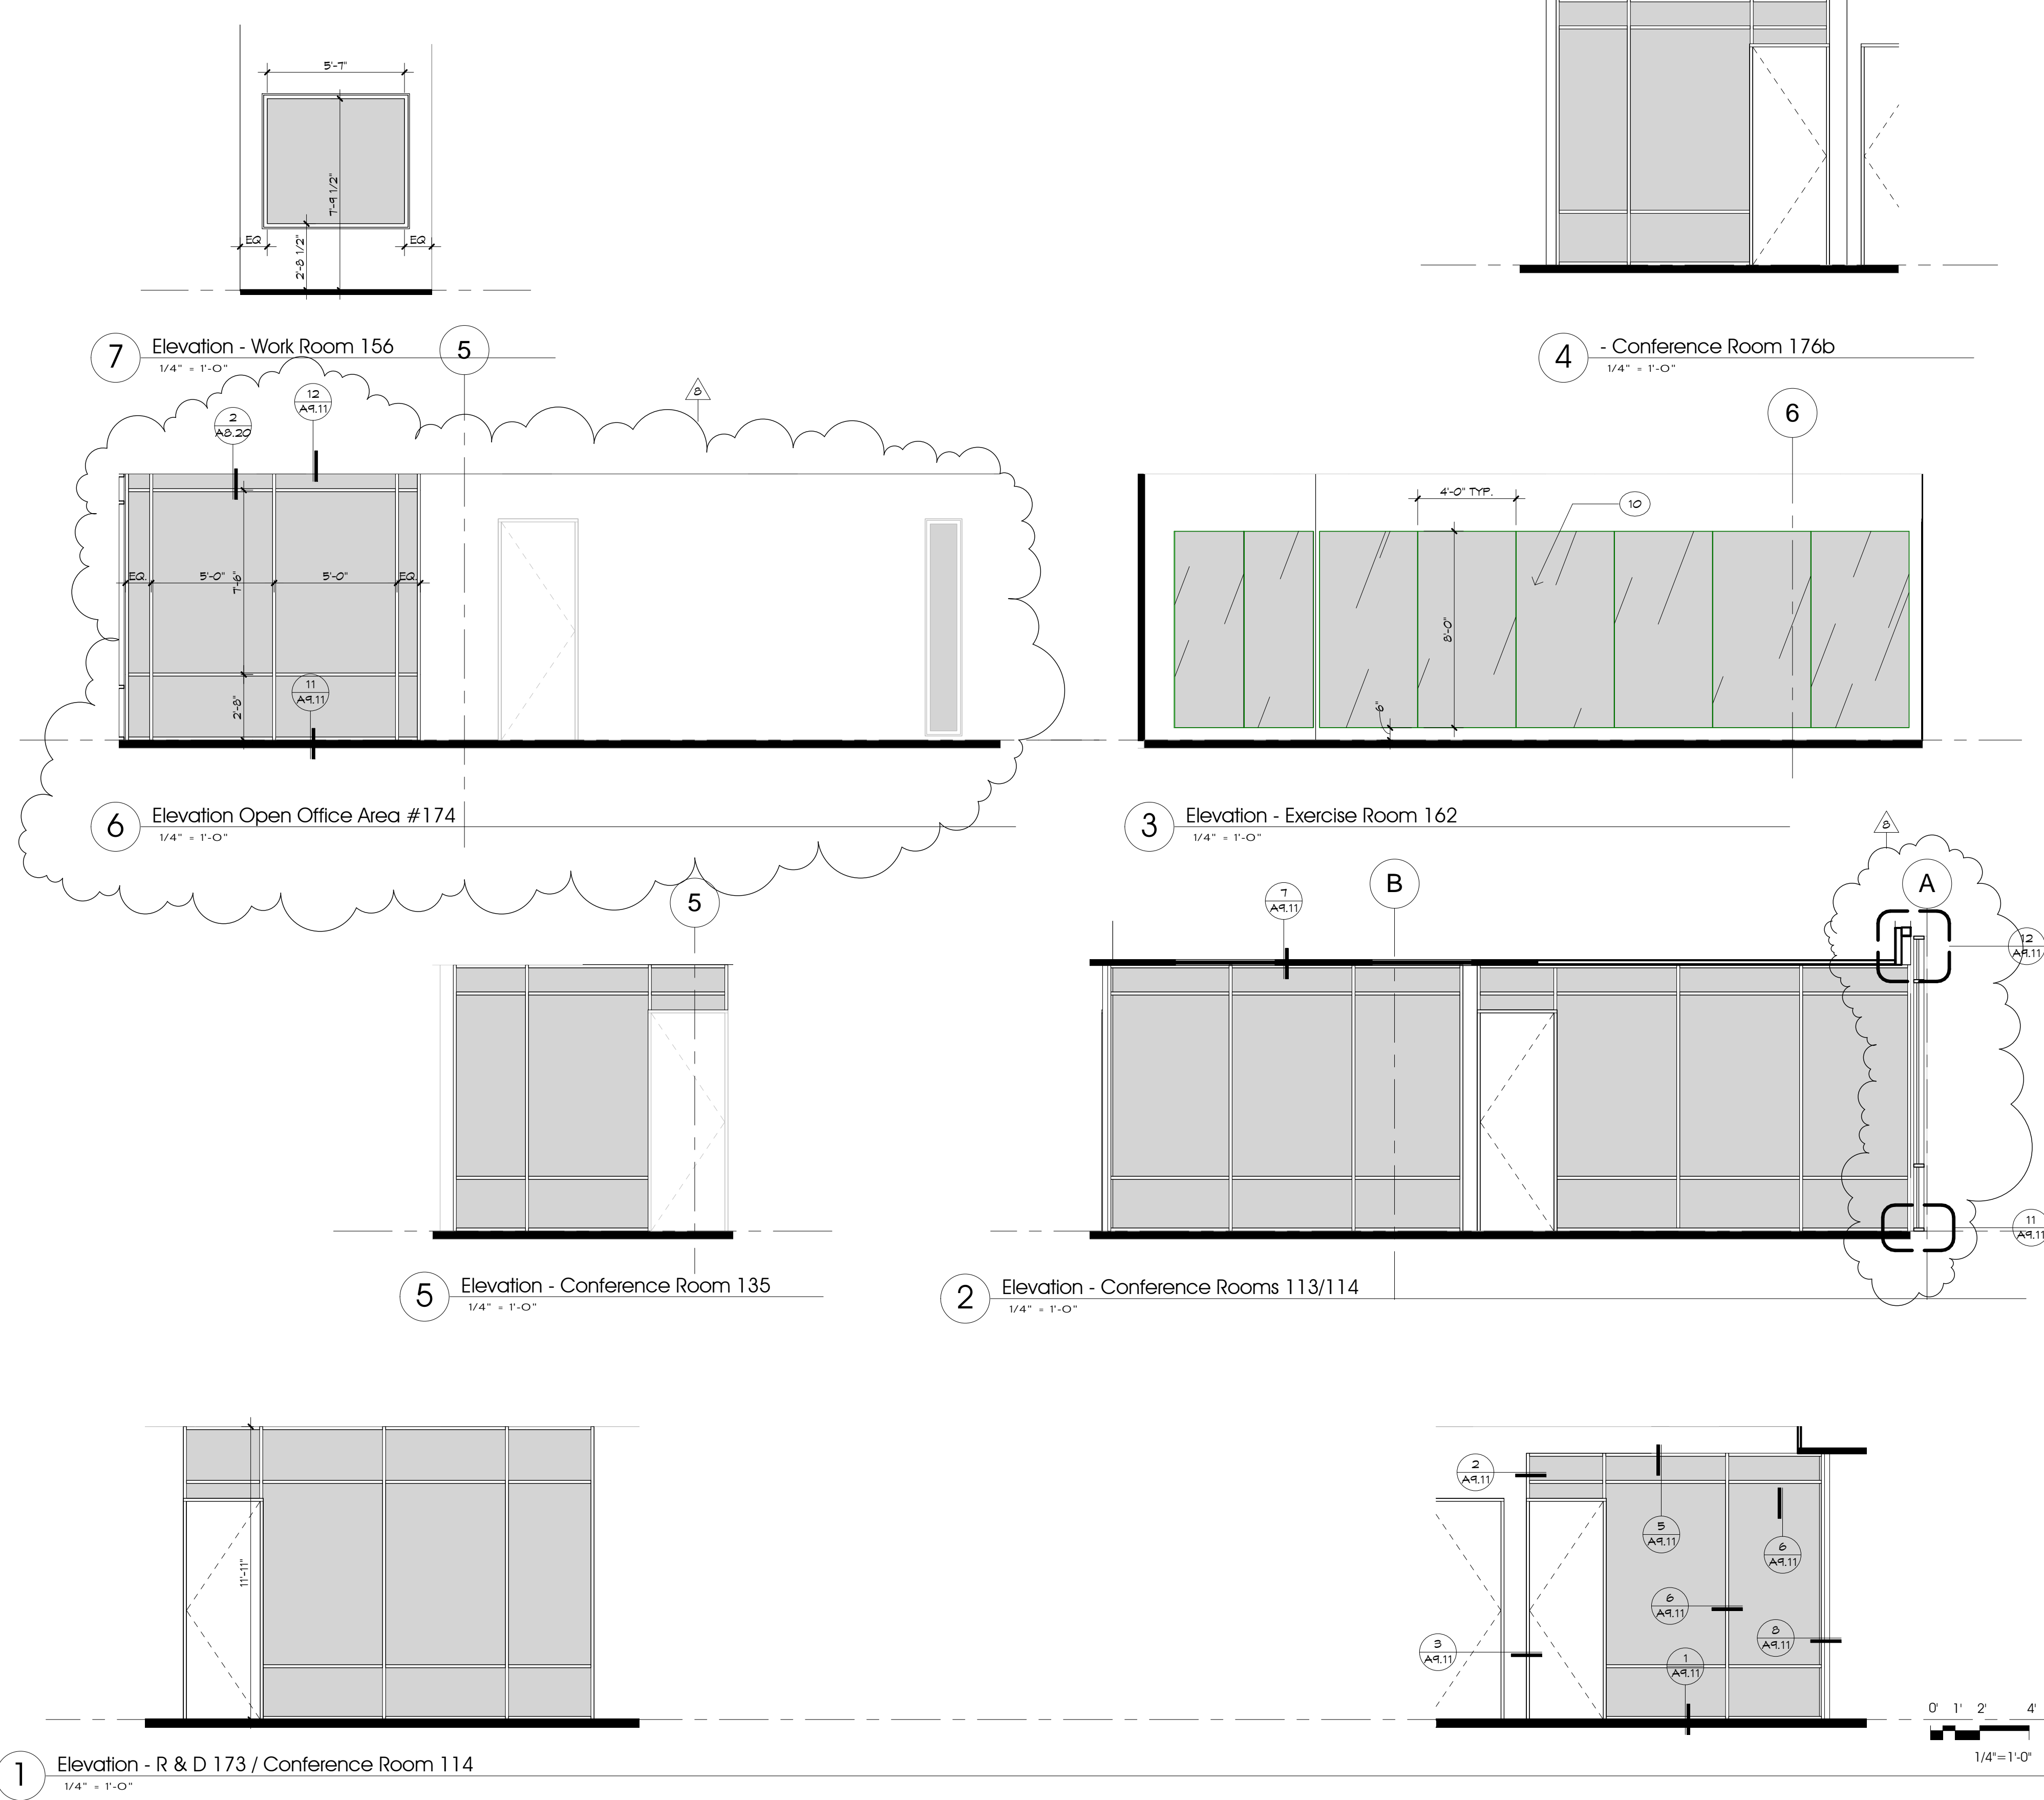 5'-7"
7'-9 1/2"
2'-8 1/2"
EQ
EQ
7
Elevation - Work Room 156
1/4" = 1'-0"
4
- Conference Room 176b
1/4" = 1'-0"
5
8
2
A8.20
12
A9.11
EQ.
5'-0"
7'-6"
5'-0"
EQ.
2'-8"
11
A9.11
6
Elevation Open Office Area #174
1/4" = 1'-0"
6
4'-0" TYP.
10
8'-0"
6"
3
Elevation - Exercise Room 162
1/4" = 1'-0"
5
5
Elevation - Conference Room 135
1/4" = 1'-0"
8
7
A9.11
B
A
12
A9.11
11
A9.11
2
Elevation - Conference Rooms 113/114
1/4" = 1'-0"
11'-11"
2
A9.11
5
A9.11
6
A9.11
6
A9.11
8
A9.11
3
A9.11
1
A9.11
0' 1' 2' 4'
1/4"=1'-0"
1
Elevation - R & D 173 / Conference Room 114
1/4" = 1'-0"